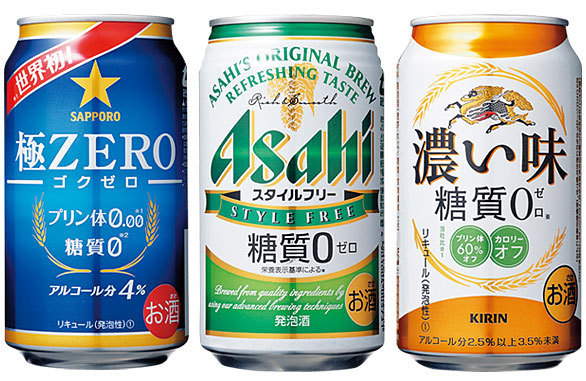 世界初!
SAPPORO
極ZERO
ゴクゼロ
プリン体0.00※1
糖質0※2
アルコール分4%
お酒
リキュール(発泡性)①
ASAHI'S ORIGINAL BREW
REFRESHING TASTE
Rich & Smooth
Asahi
スタイルフリー
STYLE FREE
糖質0ゼロ
栄養表示基準による※
Brewed from quality ingredients by
using our advanced brewing techniques
お酒
発泡酒
濃い味
糖質0ゼロ※
当社比※1
プリン体
60%
オフ
カロリー
オフ
リキュール(発泡性)①
お酒
KIRIN
アルコール分2.5%以上3.5%未満